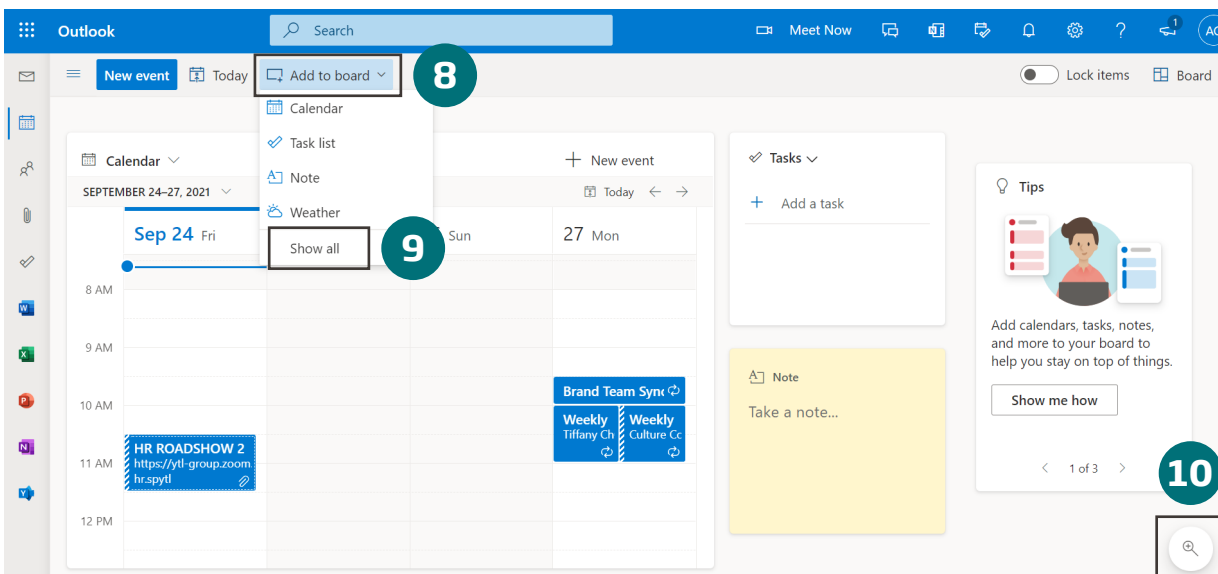 Outlook
Search
Meet Now
1
New event
Today
Add to board
8
Lock items
Board
Calendar
Task list
Note
Weather
Show all
9
Calendar
New event
SEPTEMBER 24–27, 2021
Today
Sep 24 Fri
Sun
27 Mon
8 AM
9 AM
10 AM
11 AM
12 PM
HR ROADSHOW 2
https://ytl-group.zoom.
hr.spytl
Brand Team Sync
Weekly
Tiffany Ch
Weekly
Culture Cc
Tasks
Add a task
Note
Take a note...
Tips
Add calendars, tasks, notes,
and more to your board to
help you stay on top of things.
Show me how
1 of 3
10